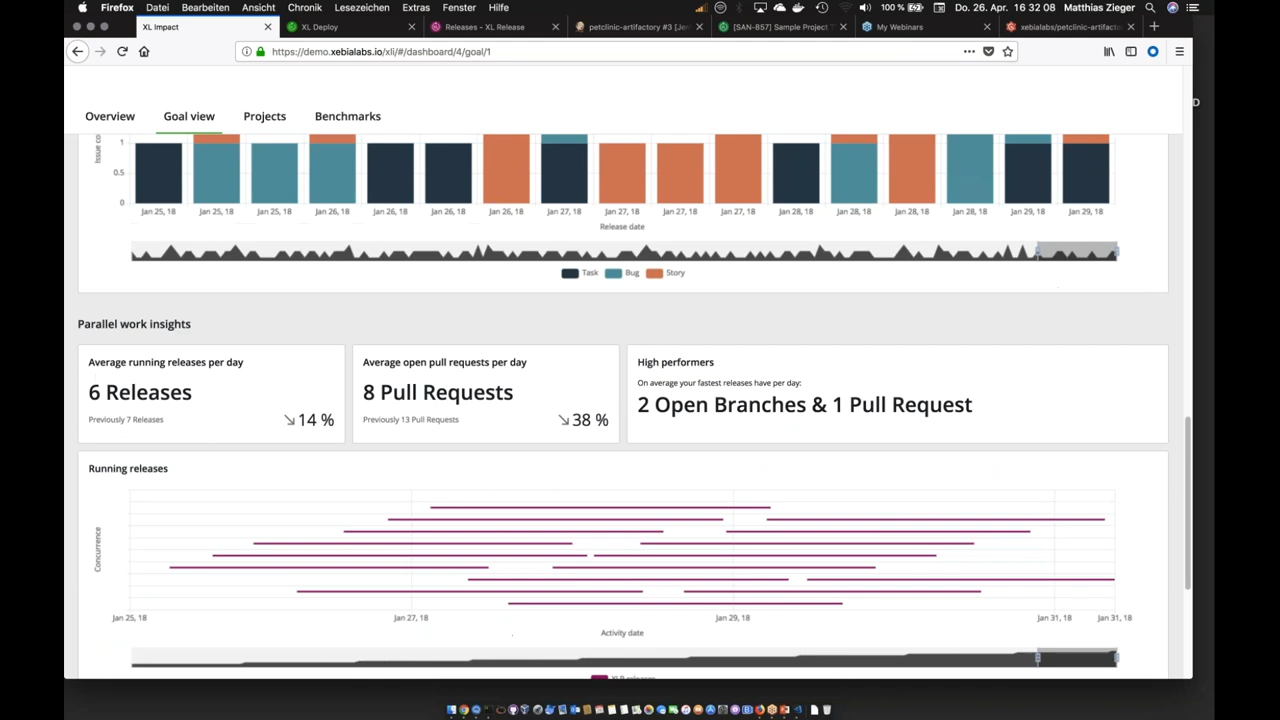 Firefox Datei Bearbeiten Ansicht Chronik Lesezeichen Extras Fenster Hilfe 100 % Do. 26. Apr. 16 32 08 Matthias Zieger
XL Impact XL Deploy Releases - XL Release petclinic-artifactory #3 [Jen [SAN-857] Sample Project T My Webinars xebialabs/petclinic-artifacto
https://demo.xebialabs.io/xli/#/dashboard/4/goal/1
Overview Goal view Projects Benchmarks
Issue co
1
0.5
0
Jan 25, 18 Jan 25, 18 Jan 25, 18 Jan 26, 18 Jan 26, 18 Jan 26, 18 Jan 26, 18 Jan 27, 18 Jan 27, 18 Jan 27, 18 Jan 27, 18 Jan 28, 18 Jan 28, 18 Jan 28, 18 Jan 28, 18 Jan 29, 18 Jan 29, 18
Release date
Task Bug Story
Parallel work insights
Average running releases per day
6 Releases
Previously 7 Releases
14 %
Average open pull requests per day
8 Pull Requests
Previously 13 Pull Requests
38 %
High performers
On average your fastest releases have per day:
2 Open Branches & 1 Pull Request
Running releases
Concurrence
Jan 25, 18 Jan 27, 18 Jan 29, 18 Jan 31, 18 Jan 31, 18
Activity date